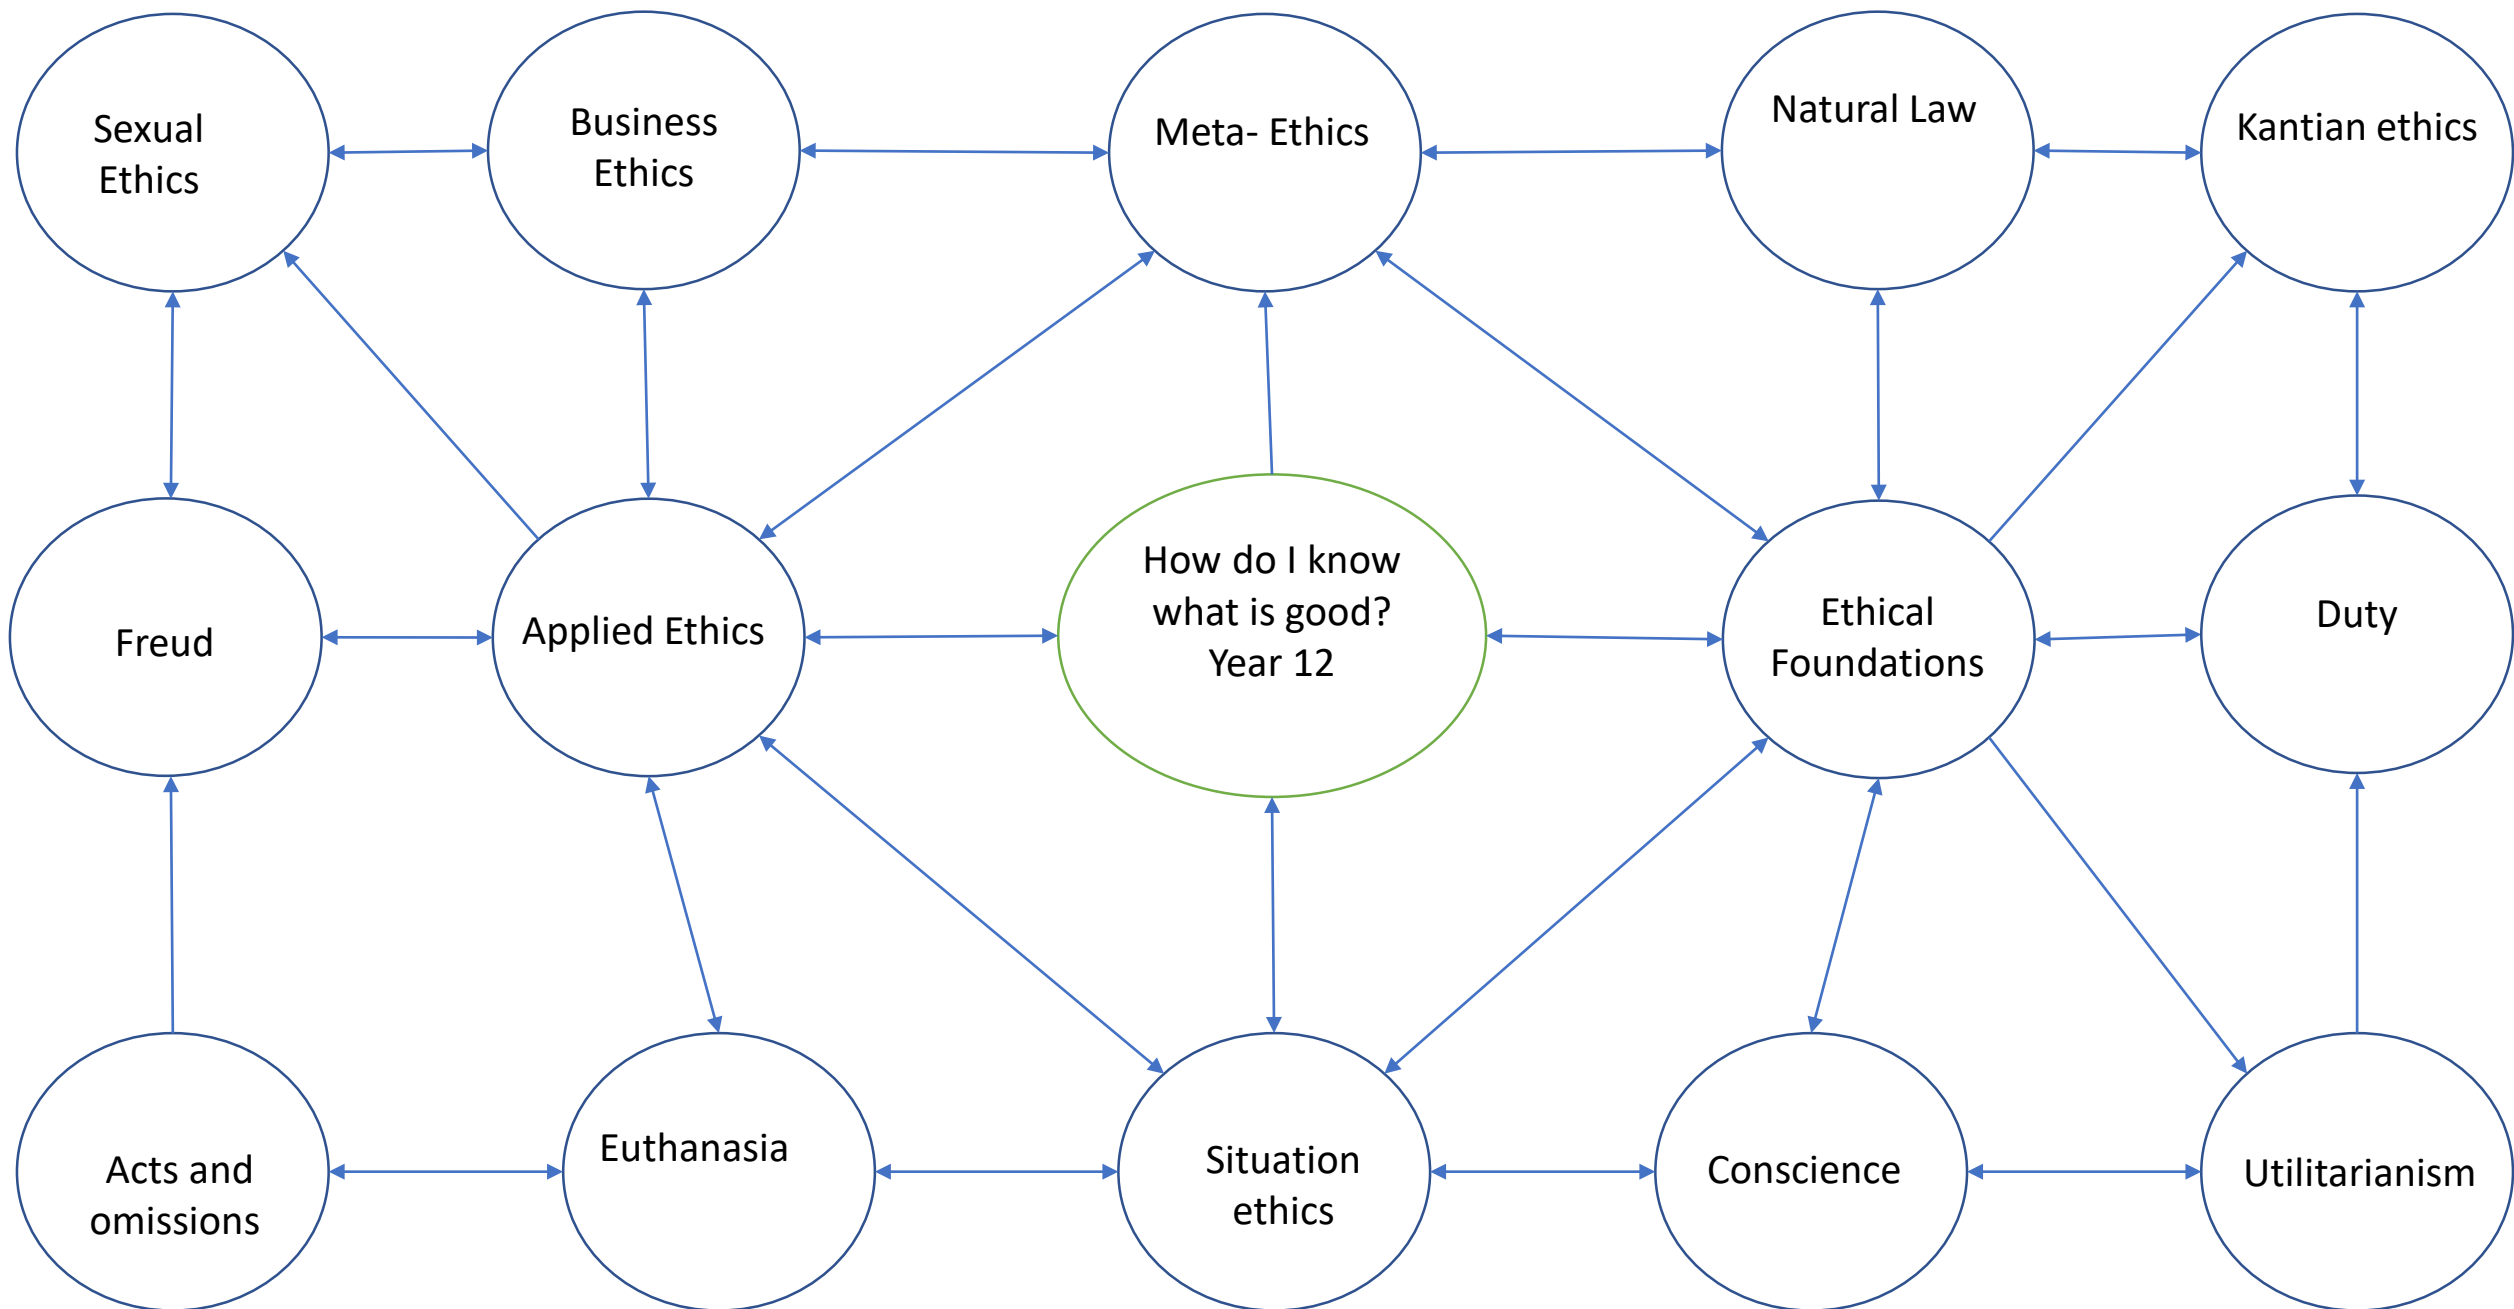 Sexual
Ethics
Business
Ethics
Meta- Ethics
Natural Law
Kantian ethics
Freud
Applied Ethics
How do I know
what is good?
Year 12
Ethical
Foundations
Duty
Acts and
omissions
Euthanasia
Situation
ethics
Conscience
Utilitarianism